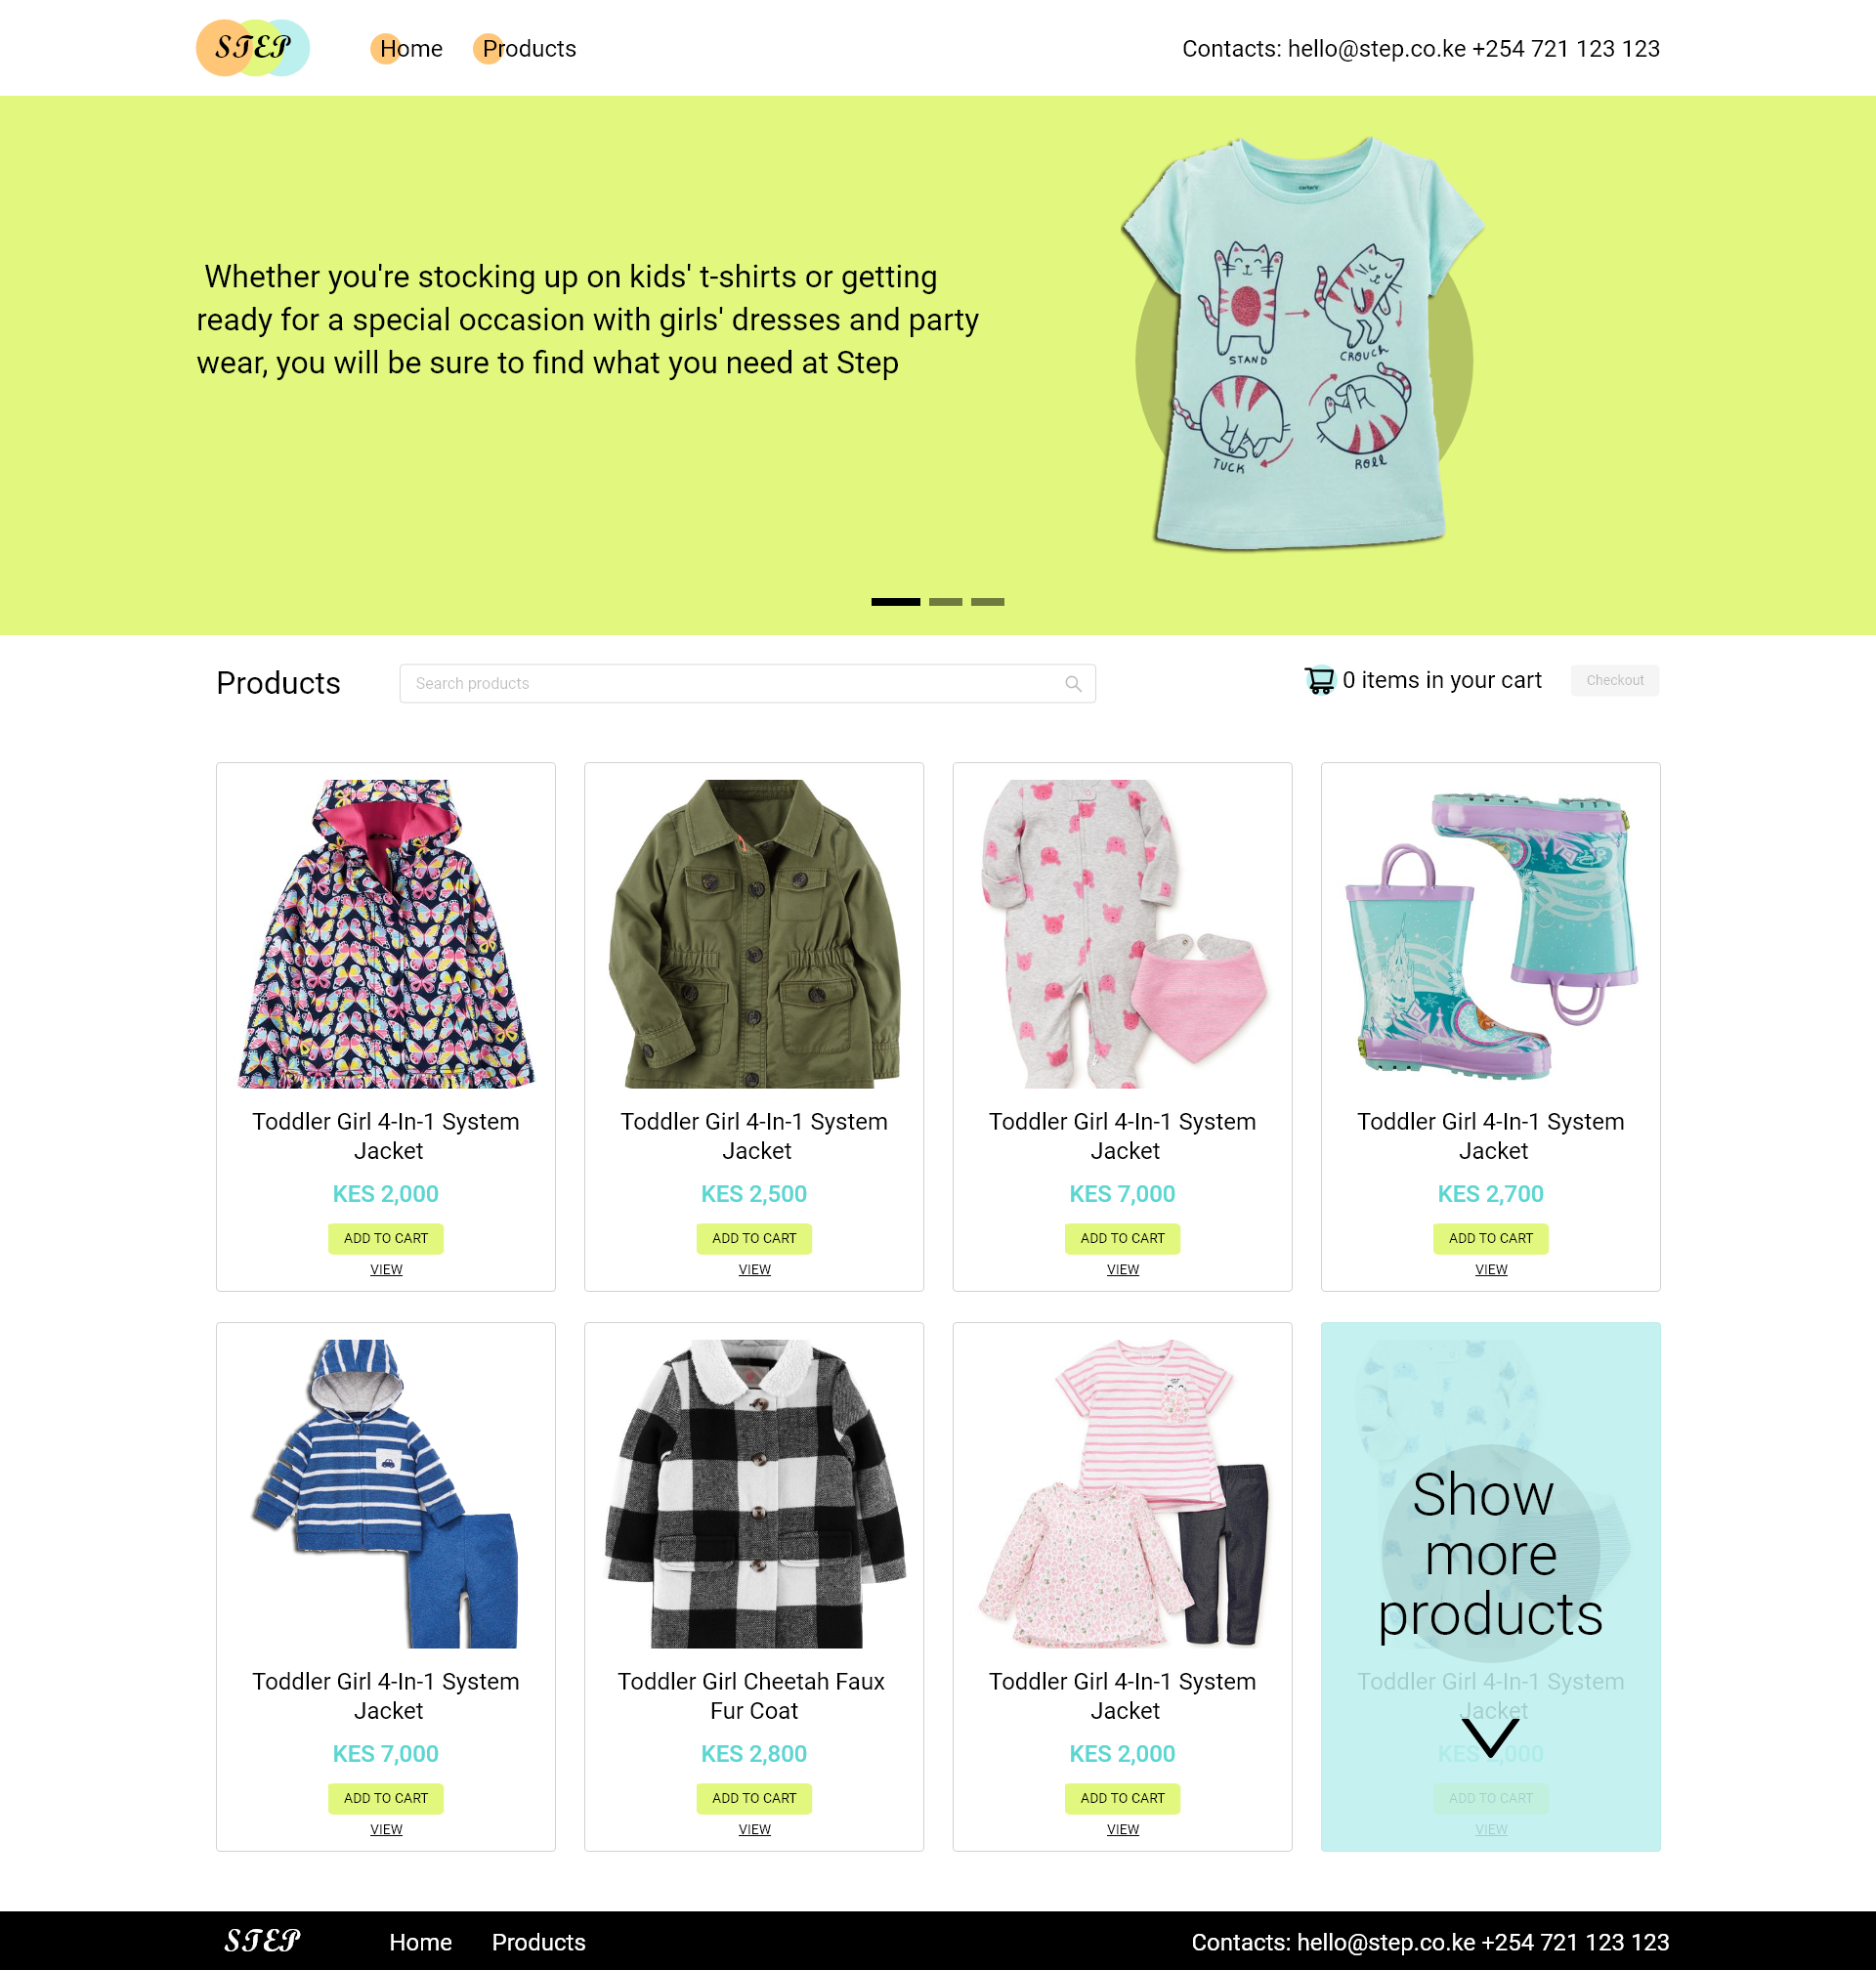 STEP
Home
Products
Contacts: hello@step.co.ke +254 721 123 123
carter's
Whether you're stocking up on kids' t-shirts or getting
ready for a special occasion with girls' dresses and party
wear, you will be sure to find what you need at Step
STAND
CROUCH
TUCK
ROLL
Products
Search products
0 items in your cart
Checkout
Toddler Girl 4-In-1 System
Jacket
KES 2,000
ADD TO CART
VIEW
Toddler Girl 4-In-1 System
Jacket
KES 2,500
ADD TO CART
VIEW
Toddler Girl 4-In-1 System
Jacket
KES 7,000
ADD TO CART
VIEW
Toddler Girl 4-In-1 System
Jacket
KES 2,700
ADD TO CART
VIEW
Toddler Girl 4-In-1 System
Jacket
KES 7,000
ADD TO CART
VIEW
Toddler Girl Cheetah Faux
Fur Coat
KES 2,800
ADD TO CART
VIEW
Toddler Girl 4-In-1 System
Jacket
KES 2,000
ADD TO CART
VIEW
Show
more
products
Toddler Girl 4-In-1 System
Jacket
KES ,000
ADD TO CART
VIEW
STEP
Home
Products
Contacts: hello@step.co.ke +254 721 123 123